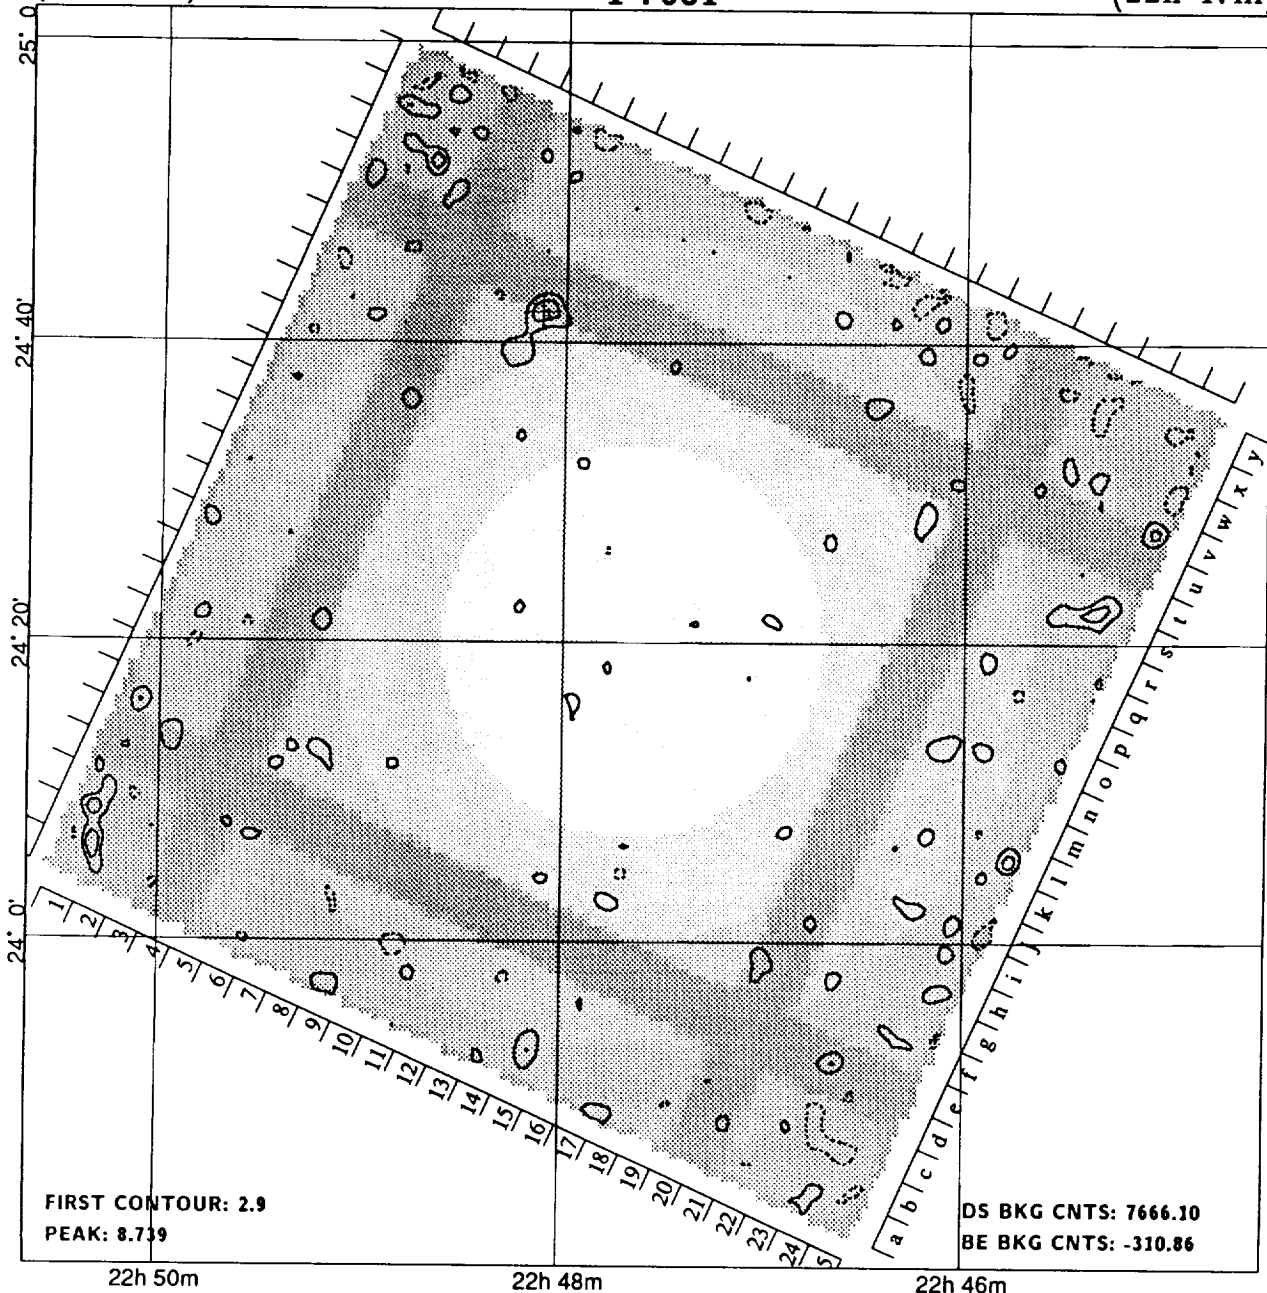 25° 0
24° 40'
24° 20'
24° 0'
1 2 3 4 5 6 7 8 9 10 11 12 13 14 15 16 17 18 19 20 21 22 23 24
a b c d e f g h i j k l m n o p q r s t u v w x y
FIRST CONTOUR: 2.9
PEAK: 8.739
DS BKG CNTS: 7666.10
BE BKG CNTS: -310.86
22h 50m
22h 48m
22h 46m